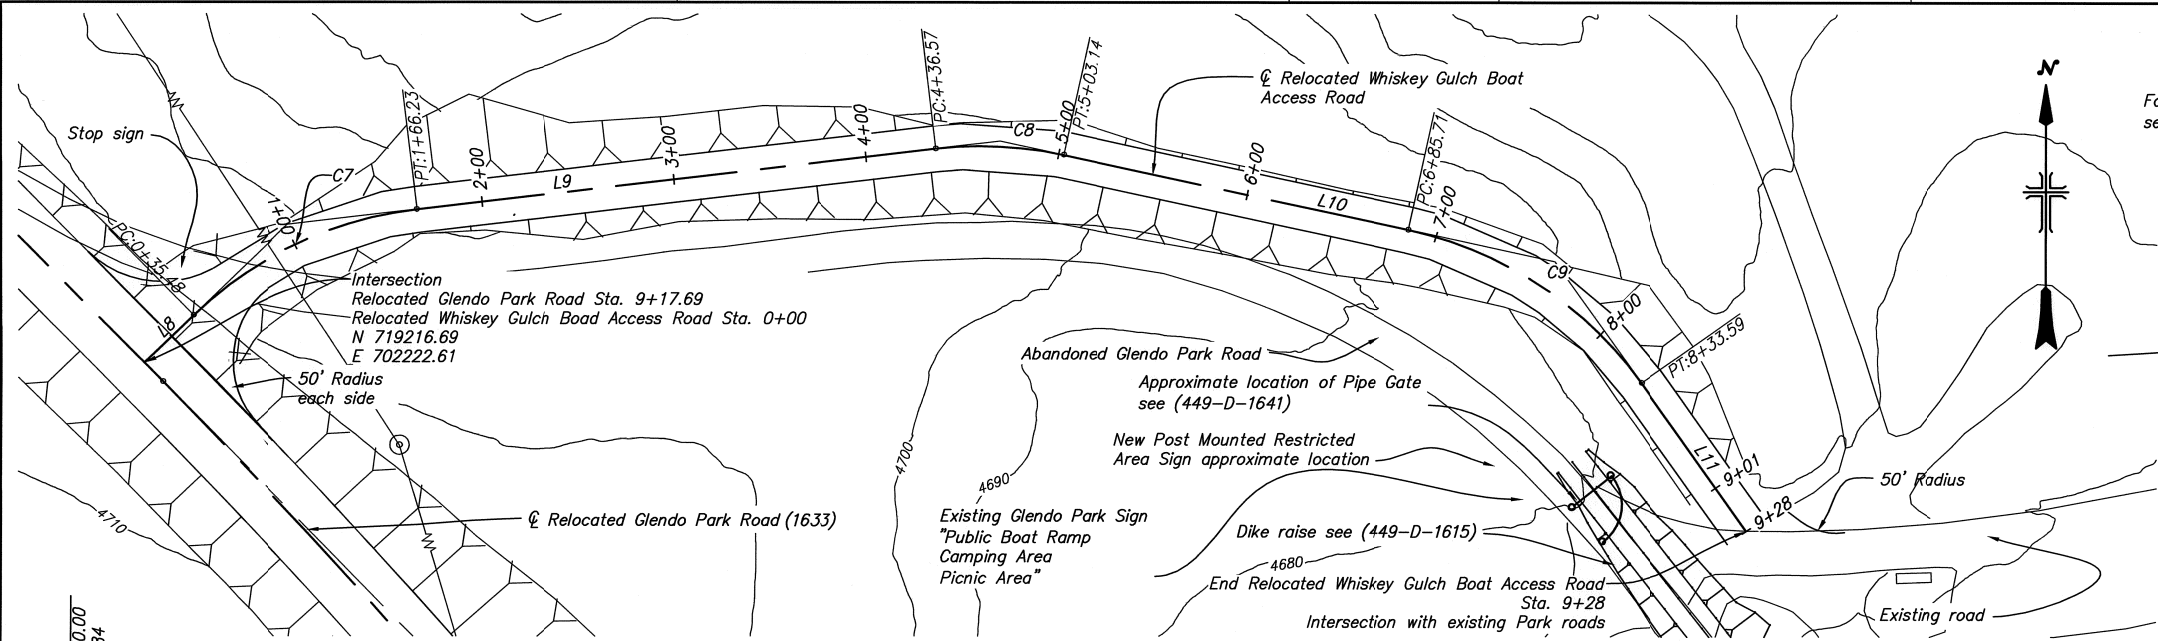 Stop sign
C7
PT:1+66.23
1+00
PC:0+35.48
L8
2+00
L9
3+00
4+00
PC:4+36.57
C8
5+00
PT:5+03.14
℄ Relocated Whiskey Gulch Boat
Access Road
6+00
L10
PC:6+85.71
7+00
C9
8+00
PT:8+33.59
L11
9+01
9+28
N
Intersection
Relocated Glendo Park Road Sta. 9+17.69
Relocated Whiskey Gulch Boad Access Road Sta. 0+00
N 719216.69
E 702222.61
50' Radius
each side
Abandoned Glendo Park Road
Approximate location of Pipe Gate
see (449-D-1641)
New Post Mounted Restricted
Area Sign approximate location
4700
4690
4710
4680
℄ Relocated Glendo Park Road (1633)
Existing Glendo Park Sign
"Public Boat Ramp
Camping Area
Picnic Area"
Dike raise see (449-D-1615)
End Relocated Whiskey Gulch Boat Access Road
Sta. 9+28
Intersection with existing Park roads
50' Radius
Existing road
0.00